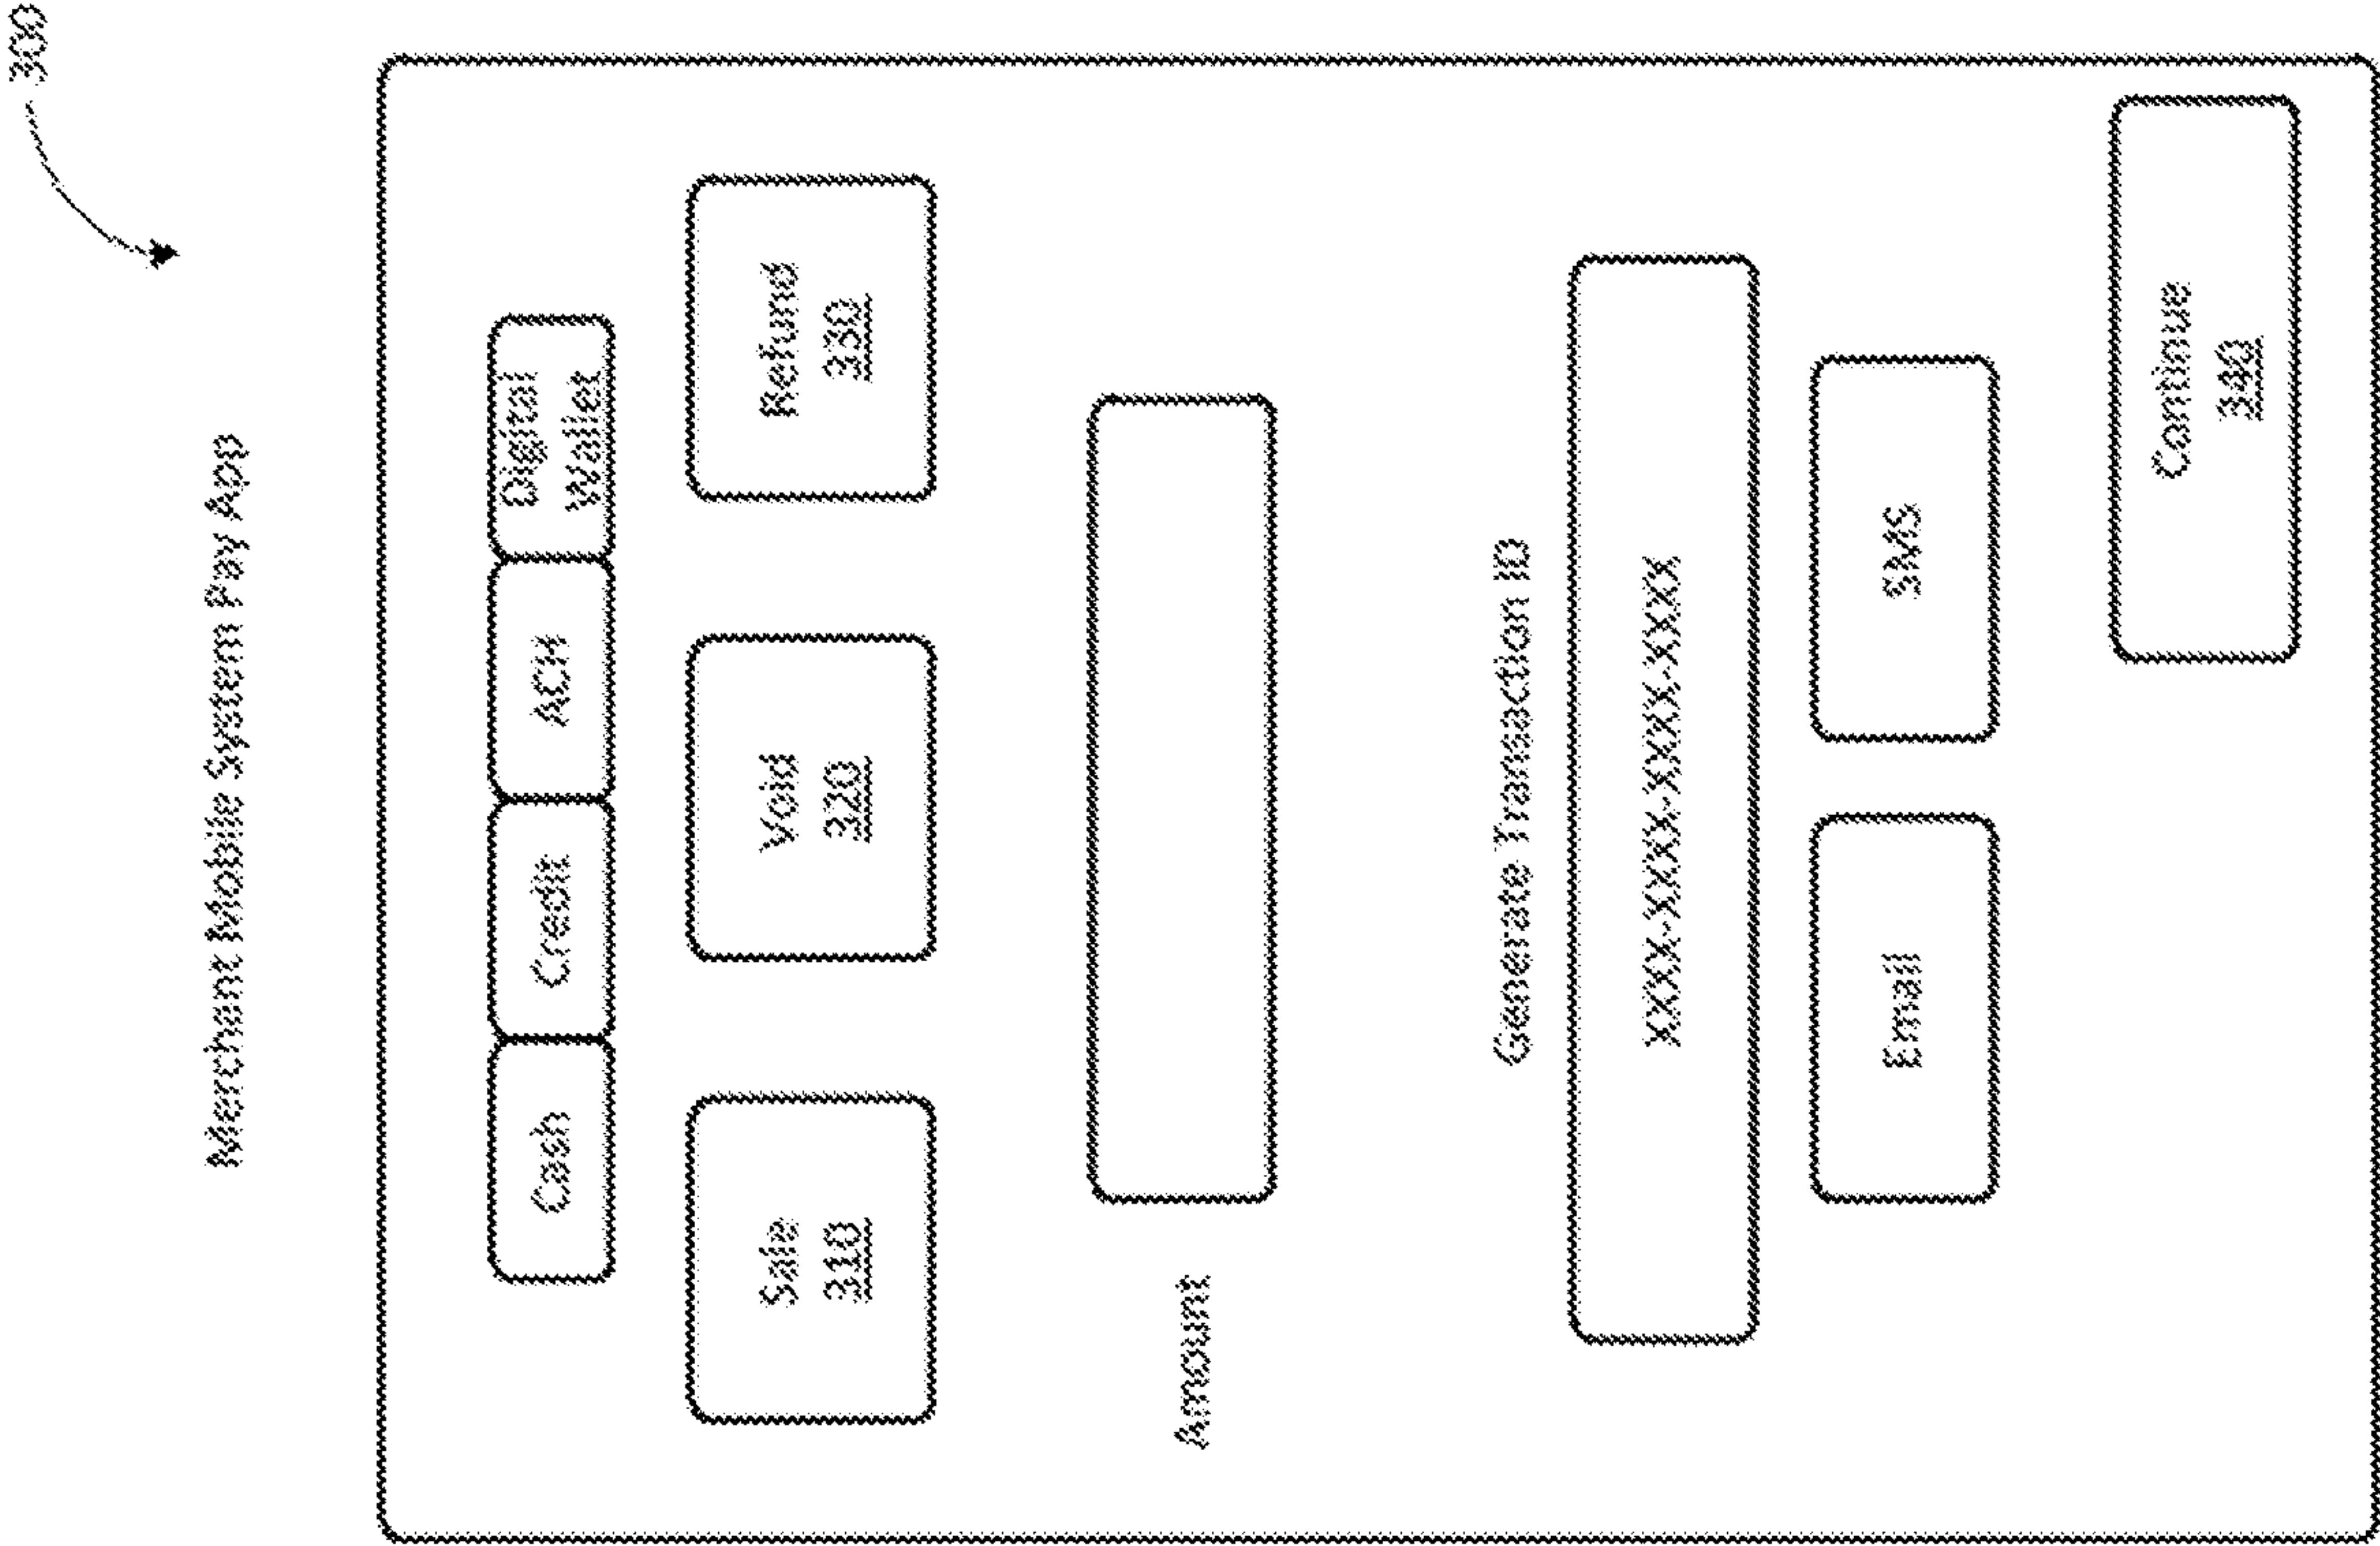 300
Merchant Mobile System Pay App
Cash
Credit
ACH
Digital
Wallet
Sale
310
Void
320
Refund
330
Amount
Generate Transaction ID
XXXX-XXXX-XXXX-XXXX-XXXX
Email
SMS
Continue
340